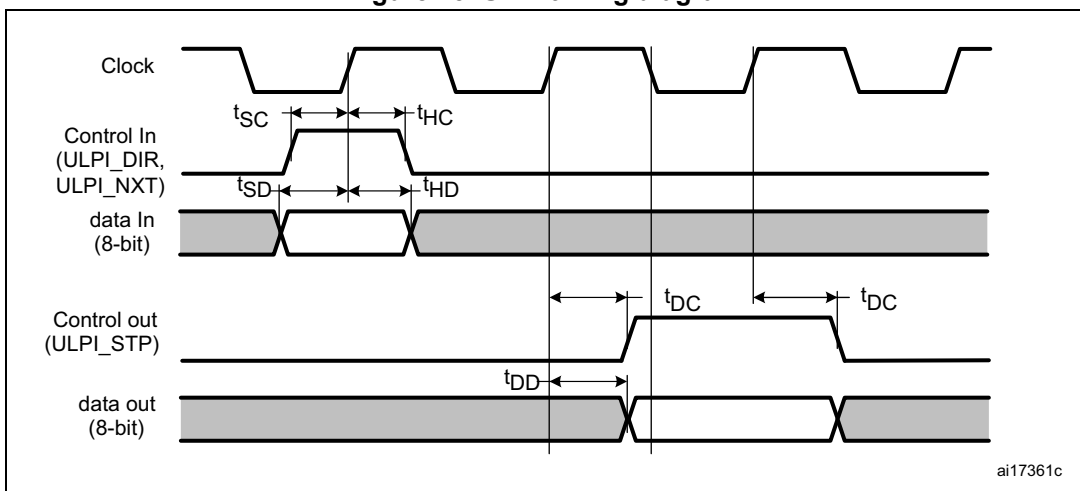 Clock
tSC
tHC
Control In
(ULPI_DIR,
ULPI_NXT)
tSD
tHD
data In
(8-bit)
tDC
tDC
Control out
(ULPI_STP)
tDD
data out
(8-bit)
ai17361c